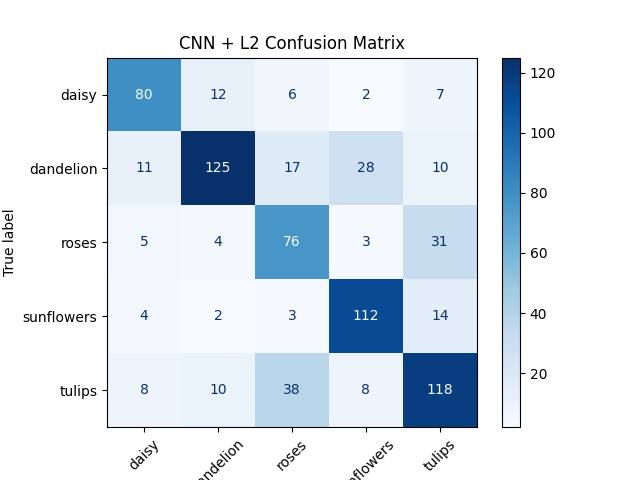 CNN + L2 Confusion Matrix
True label
daisy 80 12 6 2 7
dandelion 11 125 17 28 10
roses 5 4 76 3 31
sunflowers 4 2 3 112 14
tulips 8 10 38 8 118
daisy ndelion roses flowers tulips
120
100
80
60
40
20